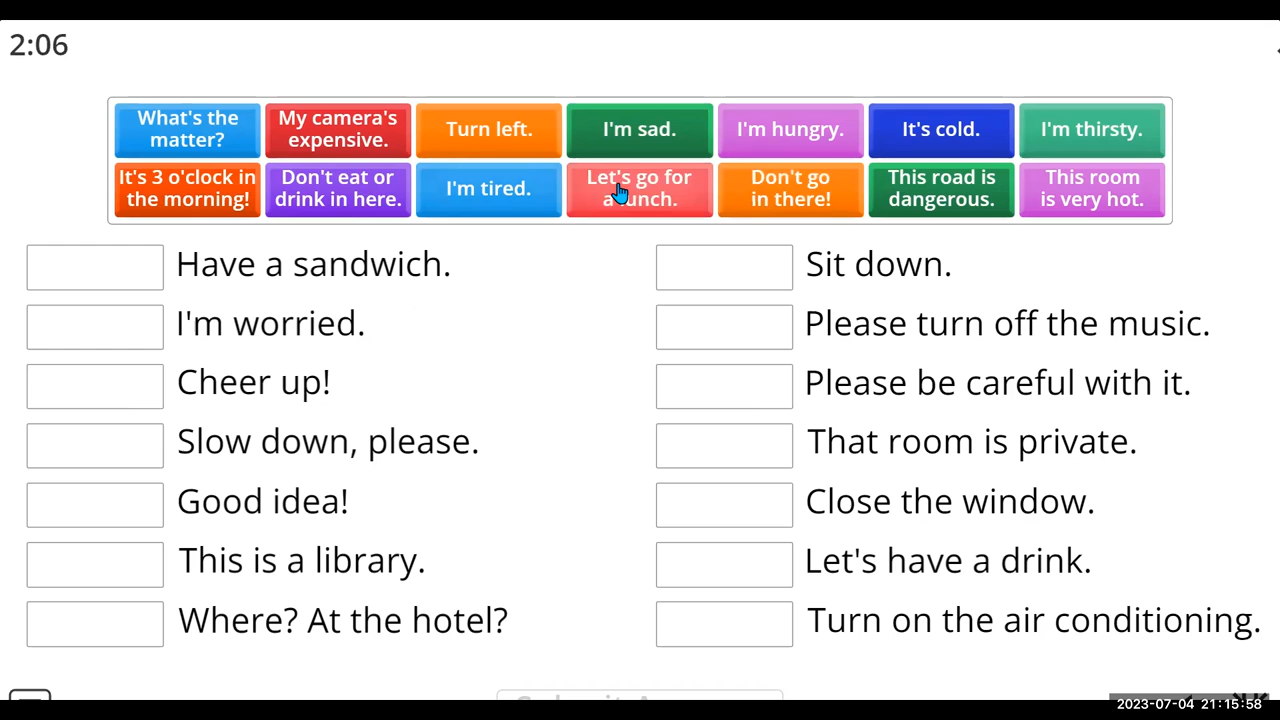 2:06
What's the
matter?
My camera's
expensive.
Turn left.
I'm sad.
I'm hungry.
It's cold.
I'm thirsty.
It's 3 o'clock in
the morning!
Don't eat or
drink in here.
I'm tired.
Let's go for
a lunch.
Don't go
in there!
This road is
dangerous.
This room
is very hot.
Have a sandwich.
I'm worried.
Cheer up!
Slow down, please.
Good idea!
This is a library.
Where? At the hotel?
Sit down.
Please turn off the music.
Please be careful with it.
That room is private.
Close the window.
Let's have a drink.
Turn on the air conditioning.
2023-07-04 21:15:58